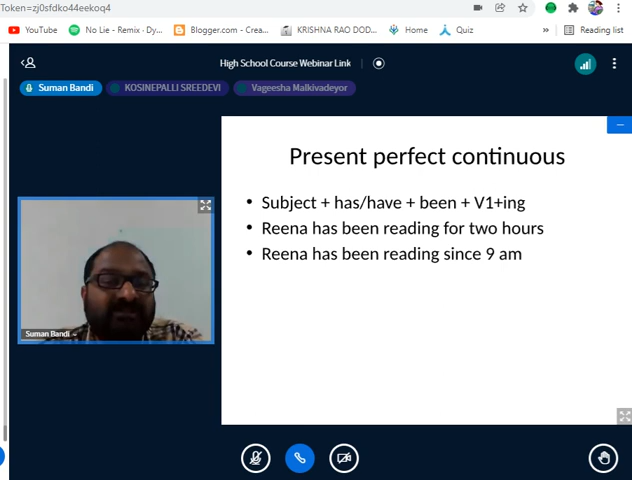 Token=zj0sfdko44eekoq4
YouTube
No Lie - Remix · Dy...
Blogger.com - Crea...
KRISHNA RAO DOD...
Home
Quiz
»
Reading list
High School Course Webinar Link
Suman Bandi
KOSINEPALLI SREEDEVI
Vageesha Malkivadeyor
Present perfect continuous
• Subject + has/have + been + V1+ing
• Reena has been reading for two hours
• Reena has been reading since 9 am
Suman Bandi